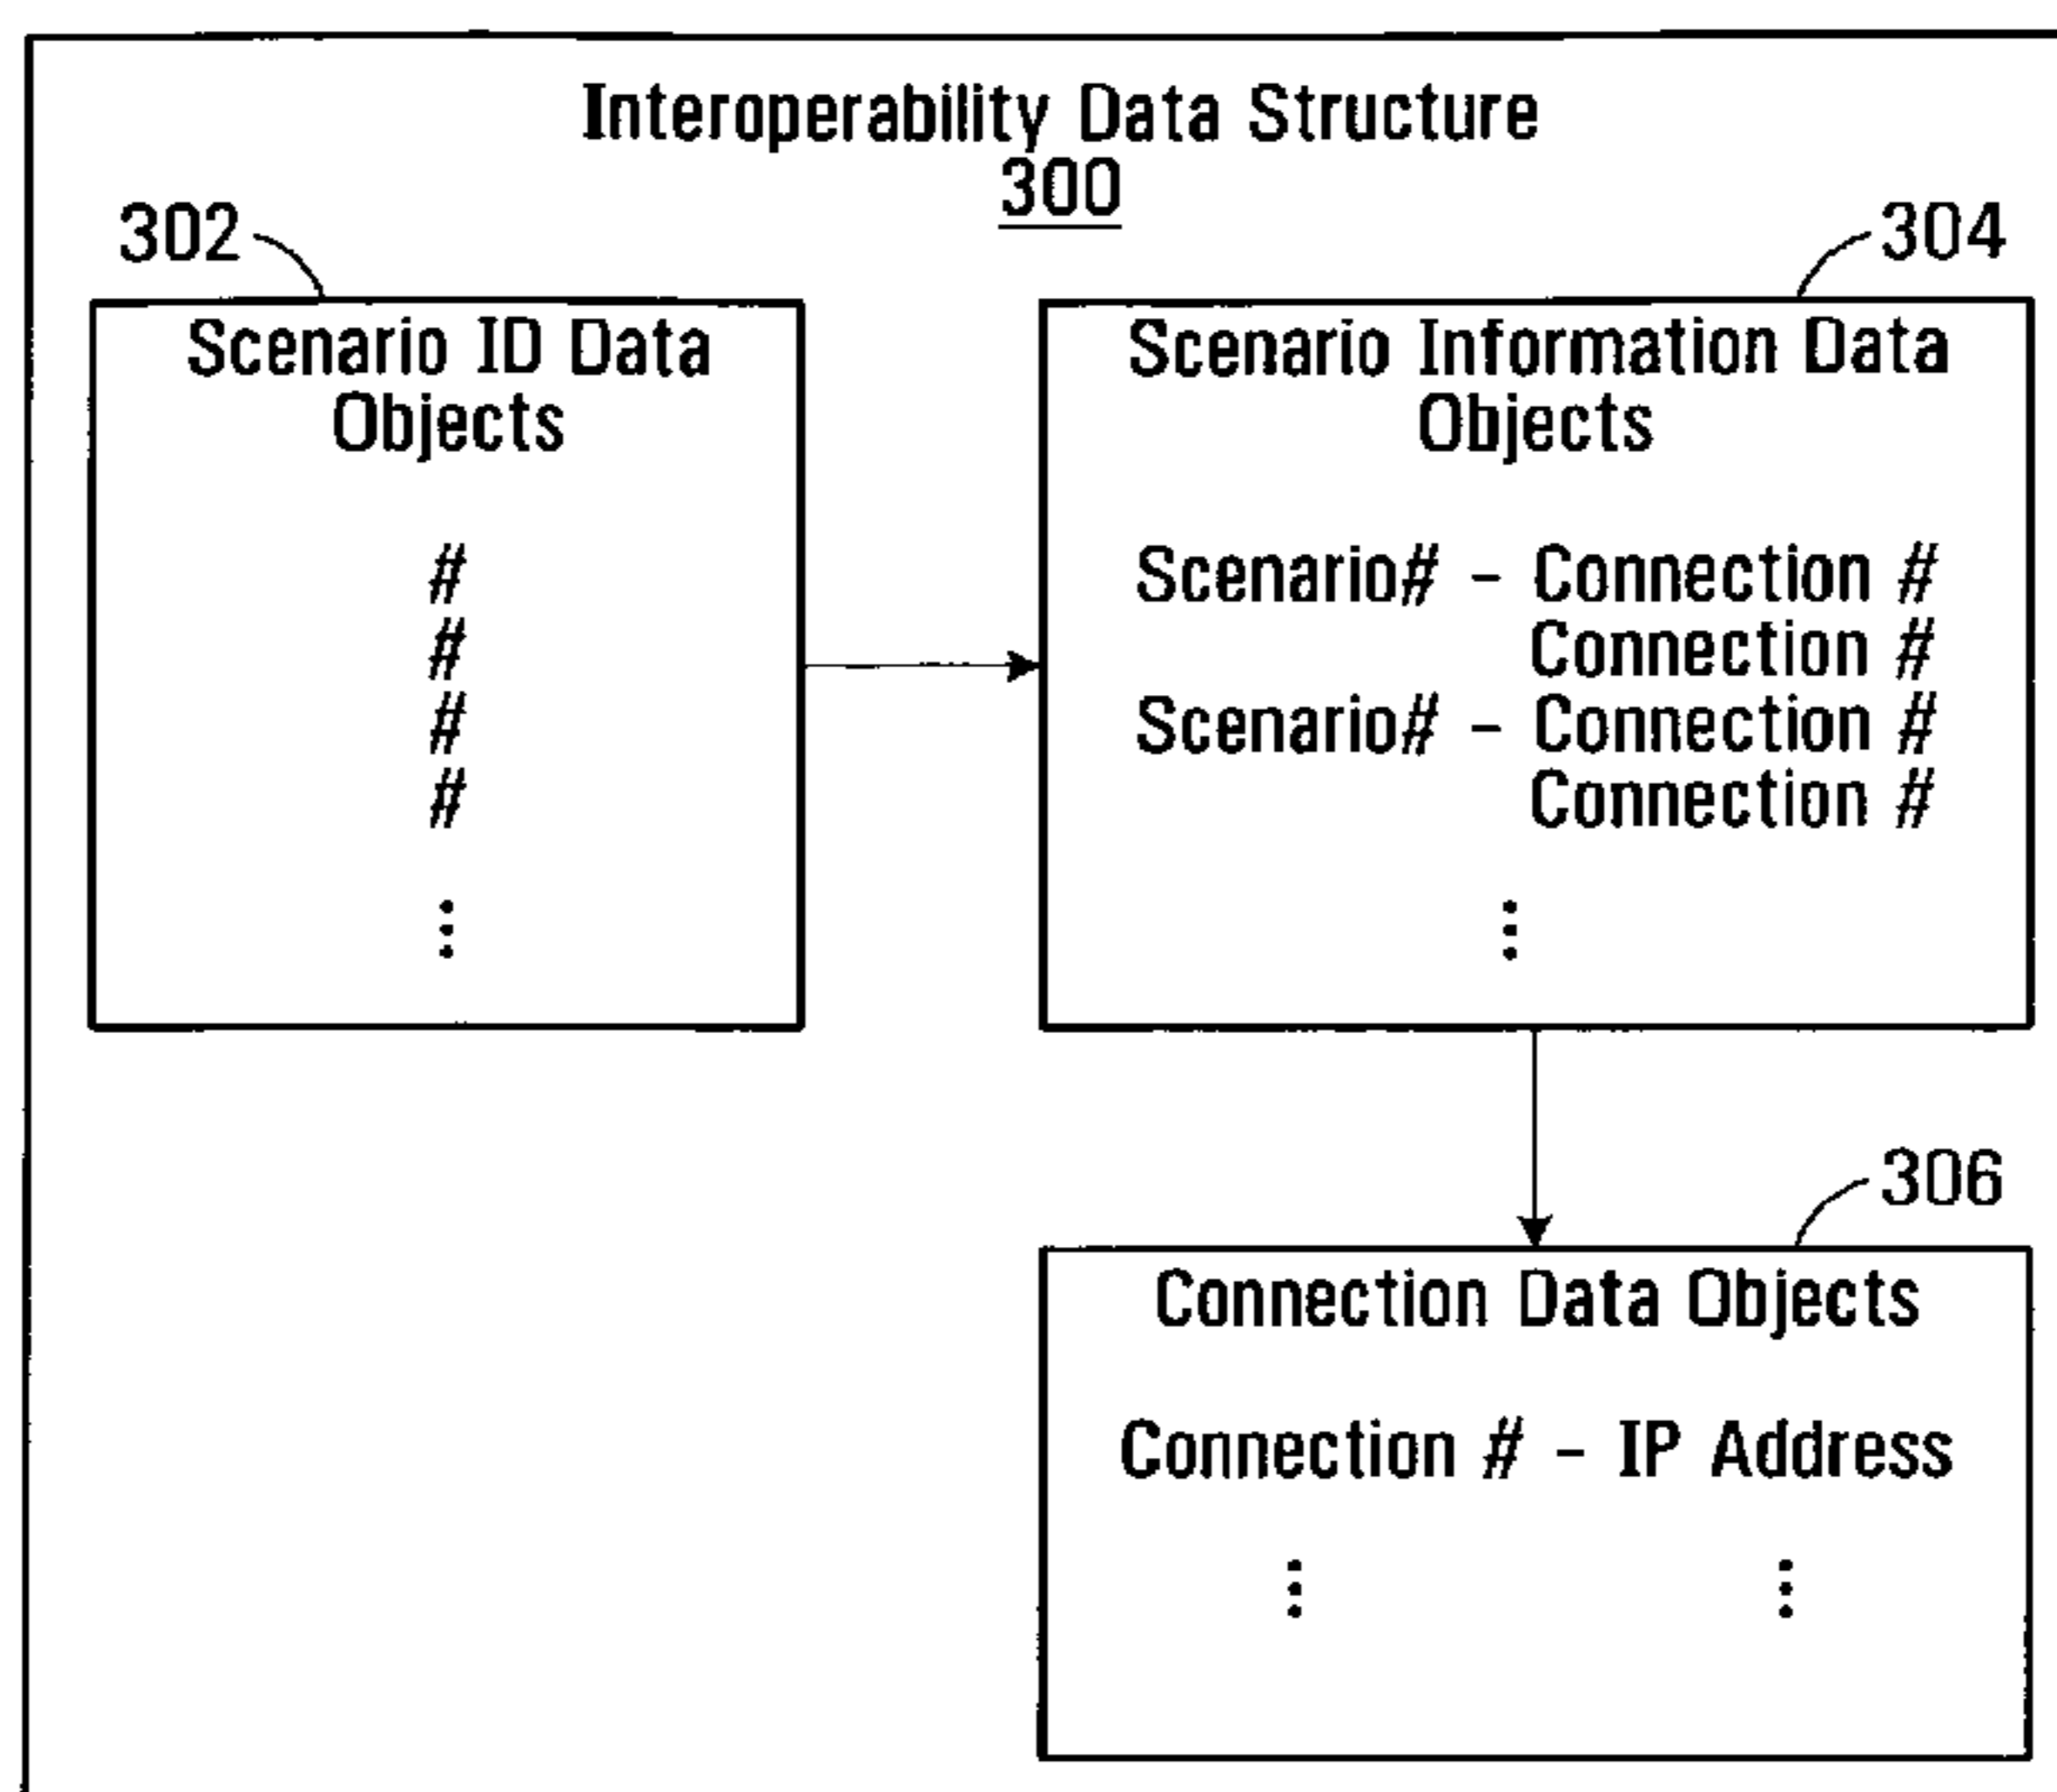 Interoperability Data Structure
300
302
304
Scenario ID Data
Objects
#
#
#
#
Scenario Information Data
Objects
Scenario# - Connection #
Connection #
Scenario# - Connection #
Connection #
306
Connection Data Objects
Connection # - IP Address